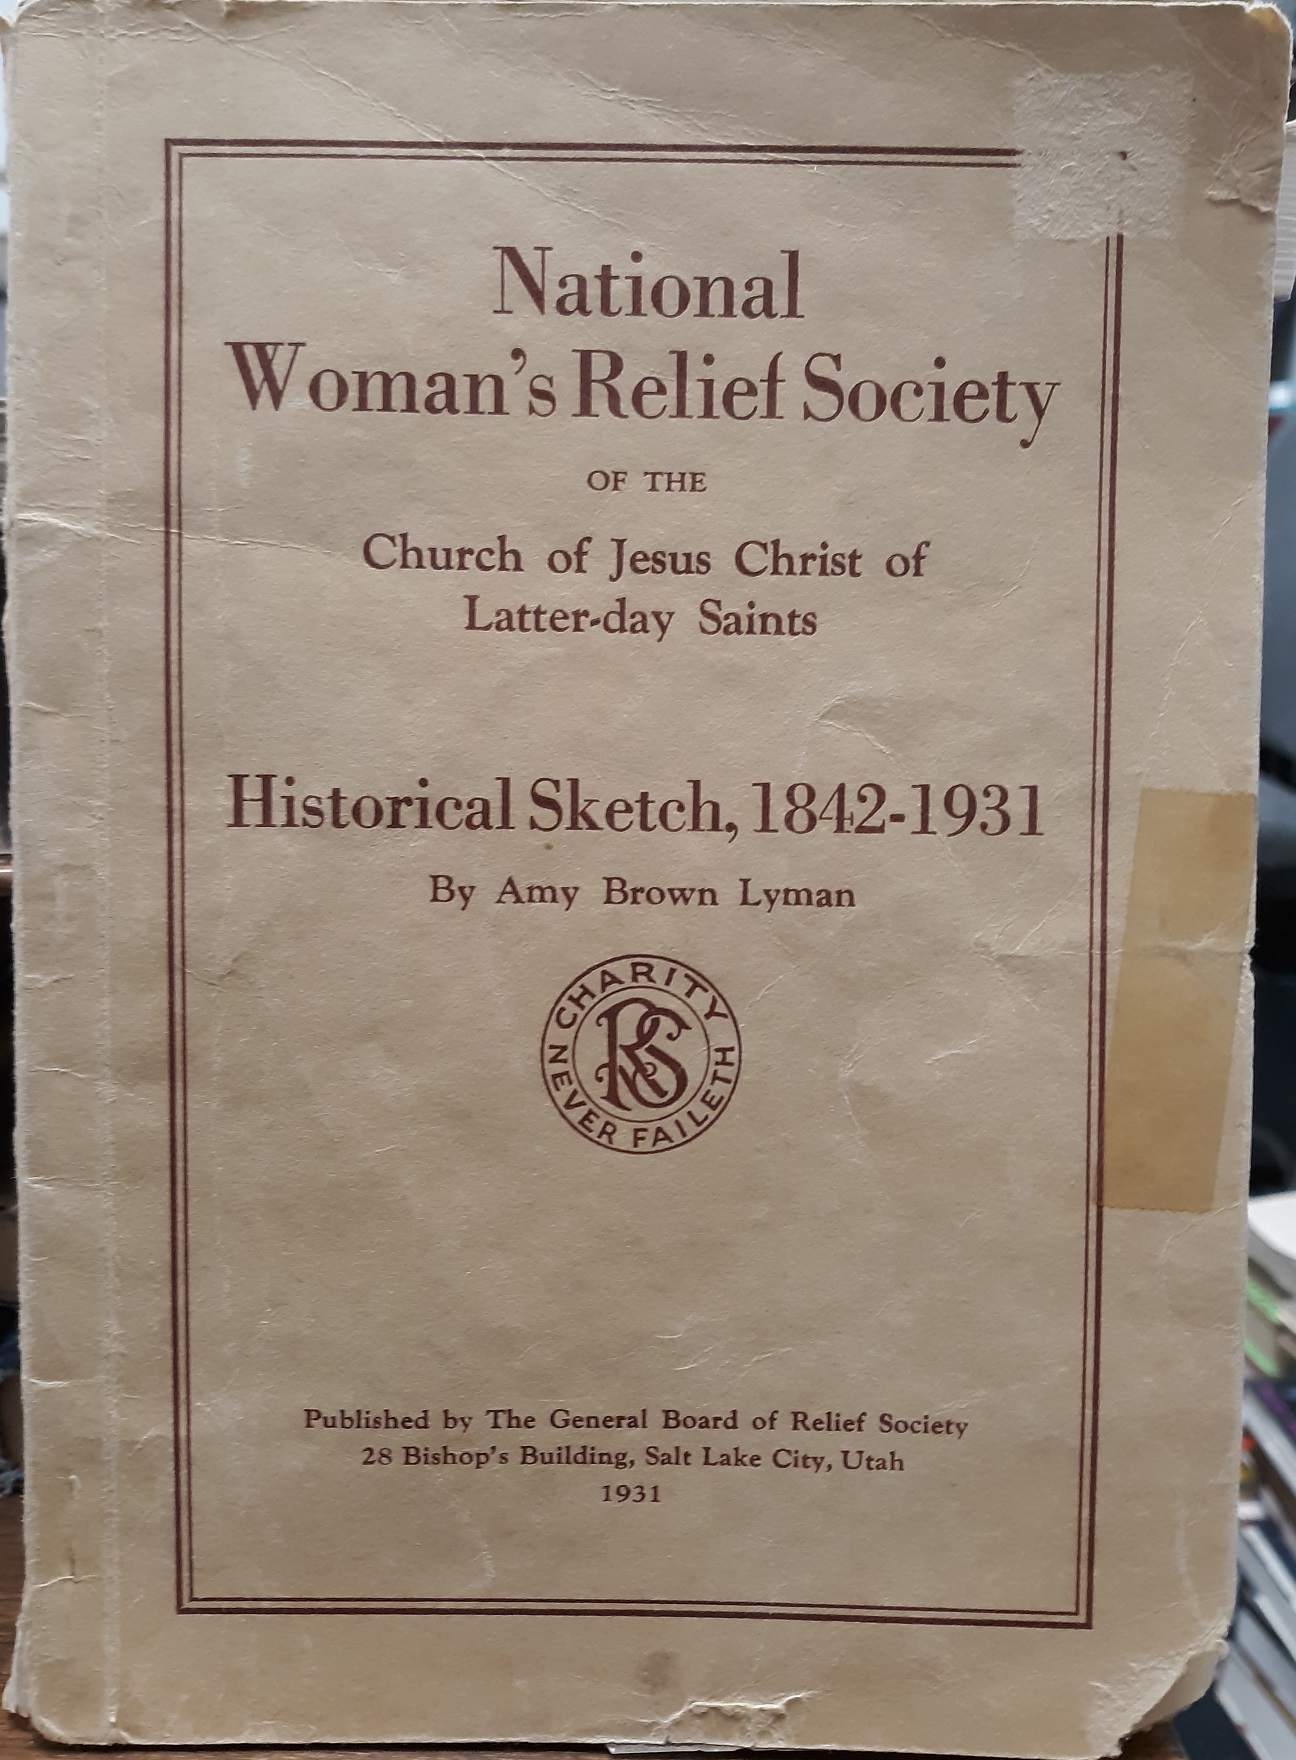 National
Woman's Relief Society
OF THE
Church of Jesus Christ of
Latter-day Saints
Historical Sketch, 1842-1931
By Amy Brown Lyman
CHARITY
RS
NEVER FAILETH
Published by The General Board of Relief Society
28 Bishop's Building, Salt Lake City, Utah
1931